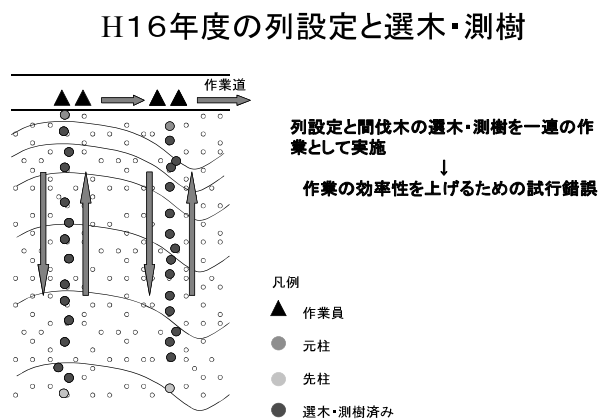 H16年度の列設定と選木・測樹
作業道
列設定と間伐木の選木・測樹を一連の作
業として実施
↓
作業の効率性を上げるための試行錯誤
凡例
作業員
元柱
先柱
選木・測樹済み